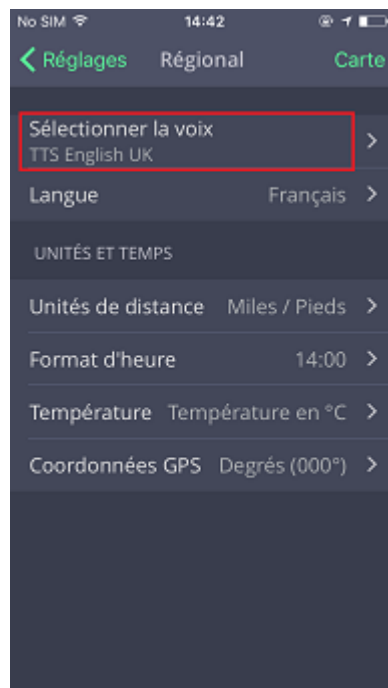 No SIM 14:42
Réglages Régional Carte
Sélectionner la voix
TTS English UK
Langue Français
UNITÉS ET TEMPS
Unités de distance Miles / Pieds
Format d'heure 14:00
Température Température en °C
Coordonnées GPS Degrés (000°)